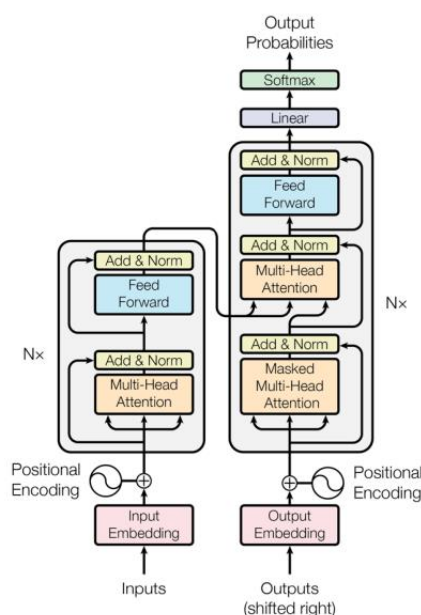 Output
Probabilities
Softmax
Linear
Add & Norm
Feed
Forward
Add & Norm
Multi-Head
Attention
Add & Norm
Masked
Multi-Head
Attention
N×
Add & Norm
Feed
Forward
Add & Norm
Multi-Head
Attention
N×
Positional
Encoding
Positional
Encoding
Input
Embedding
Output
Embedding
Inputs
Outputs
(shifted right)